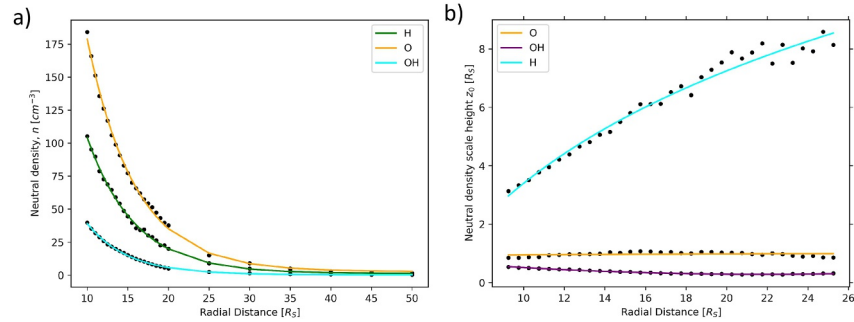 a)
H
O
OH
Neutral density, n [cm⁻³]
175
150
125
100
75
50
25
0
10 15 20 25 30 35 40 45 50
Radial Distance [R_S]
b)
O
OH
H
Neutral density scale height z₀ [R_S]
8
6
4
2
0
10 12 14 16 18 20 22 24 26
Radial Distance [R_S]